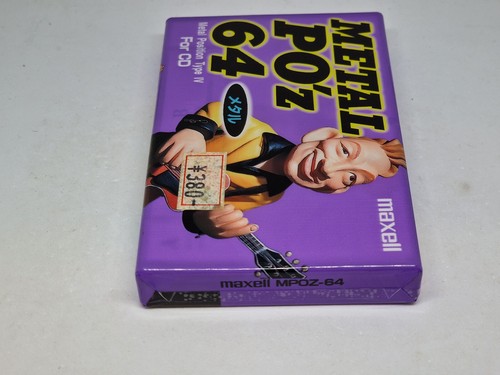 METAL
PO'z
64
メタル
Metal Position Type IV
For CD
¥380-
maxell
maxell MPOZ-64